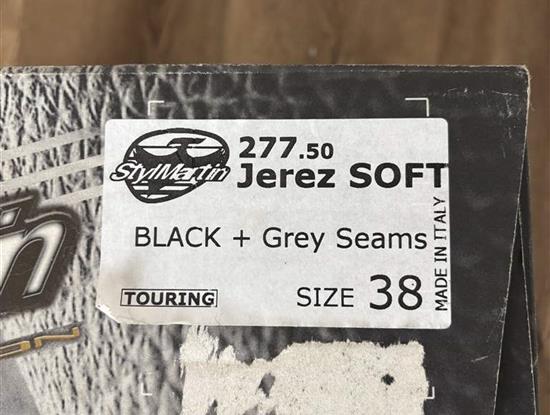 StylMartin
277.50
Jerez SOFT
BLACK + Grey Seams
TOURING
SIZE 38
MADE IN ITALY